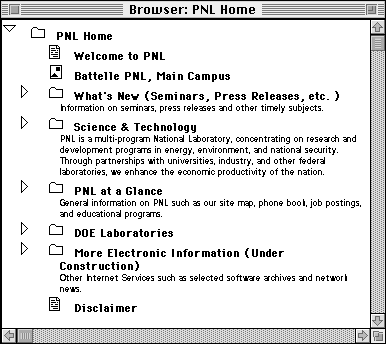 Browser: PNL Home
PNL Home
Welcome to PNL
Battelle PNL, Main Campus
What's New (Seminars, Press Releases, etc. )
Information on seminars, press releases and other timely subjects.
Science & Technology
PNL is a multi-program National Laboratory, concentrating on research and
development programs in energy, environment, and national security.
Through partnerships with universities, industry, and other federal
laboratories, we enhance the economic productivity of the nation.
PNL at a Glance
General information on PNL such as our site map, phone book, job postings,
and educational programs.
DOE Laboratories
More Electronic Information (Under
Construction)
Other Internet Services such as selected software archives and network
news.
Disclaimer